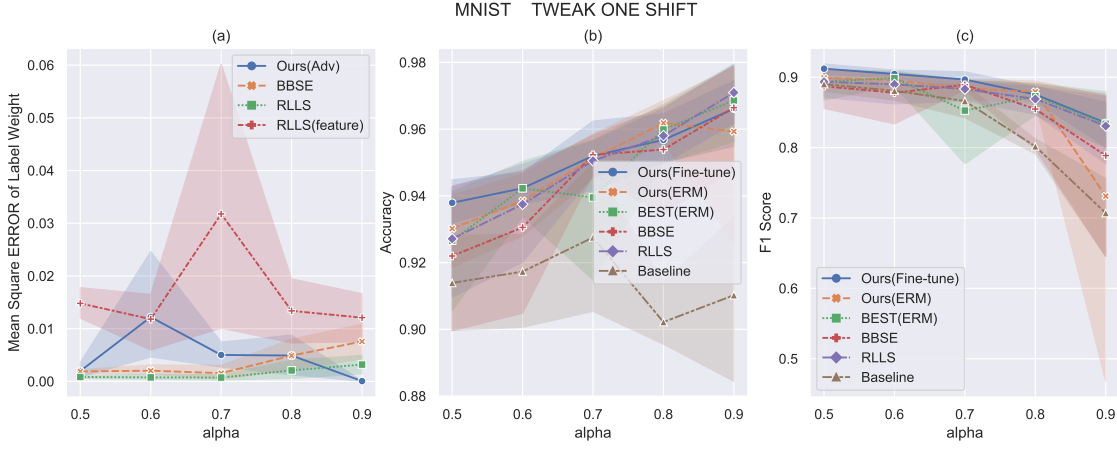 MNIST TWEAK ONE SHIFT
(a)
Mean Square ERROR of Label Weight
0.06
0.05
0.04
0.03
0.02
0.01
0.00
Ours(Adv)
BBSE
RLLS
RLLS(feature)
0.5 0.6 0.7 0.8 0.9
alpha
(b)
Accuracy
0.98
0.96
0.94
0.92
0.90
0.88
Ours(Fine-tune)
Ours(ERM)
BEST(ERM)
BBSE
RLLS
Baseline
0.5 0.6 0.7 0.8 0.9
alpha
(c)
F1 Score
0.9
0.8
0.7
0.6
0.5
Ours(Fine-tune)
Ours(ERM)
BEST(ERM)
BBSE
RLLS
Baseline
0.5 0.6 0.7 0.8 0.9
alpha